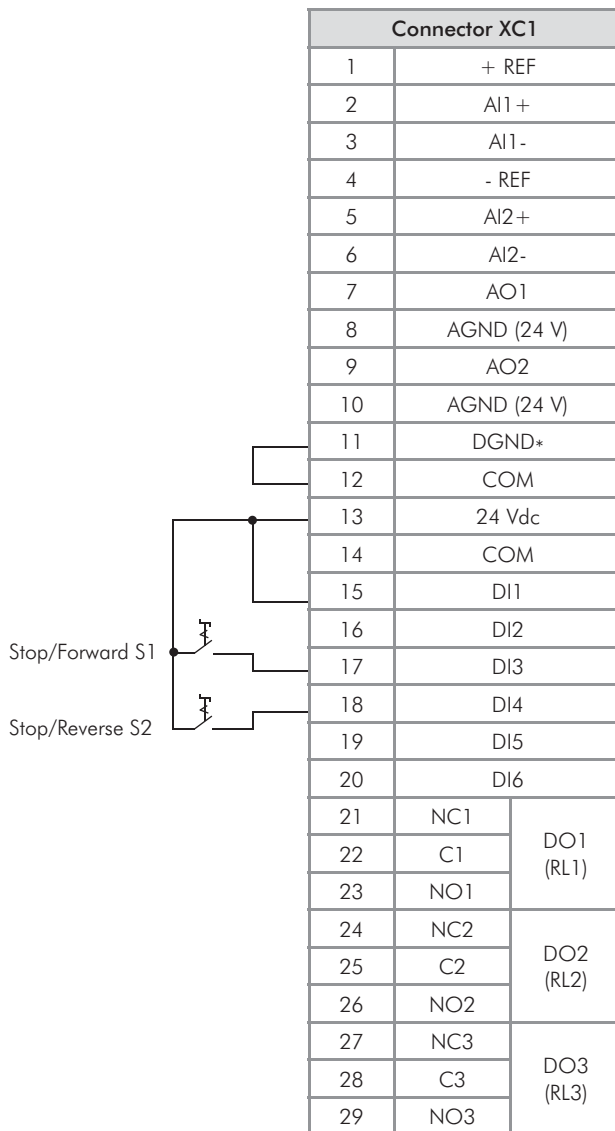 Connector XC1
1 + REF
2 AI1+
3 AI1-
4 - REF
5 AI2+
6 AI2-
7 AO1
8 AGND (24 V)
9 AO2
10 AGND (24 V)
11 DGND*
12 COM
13 24 Vdc
14 COM
15 DI1
16 DI2
Stop/Forward S1
17 DI3
18 DI4
Stop/Reverse S2
19 DI5
20 DI6
21 NC1
22 C1
23 NO1
DO1
(RL1)
24 NC2
25 C2
26 NO2
DO2
(RL2)
27 NC3
28 C3
29 NO3
DO3
(RL3)